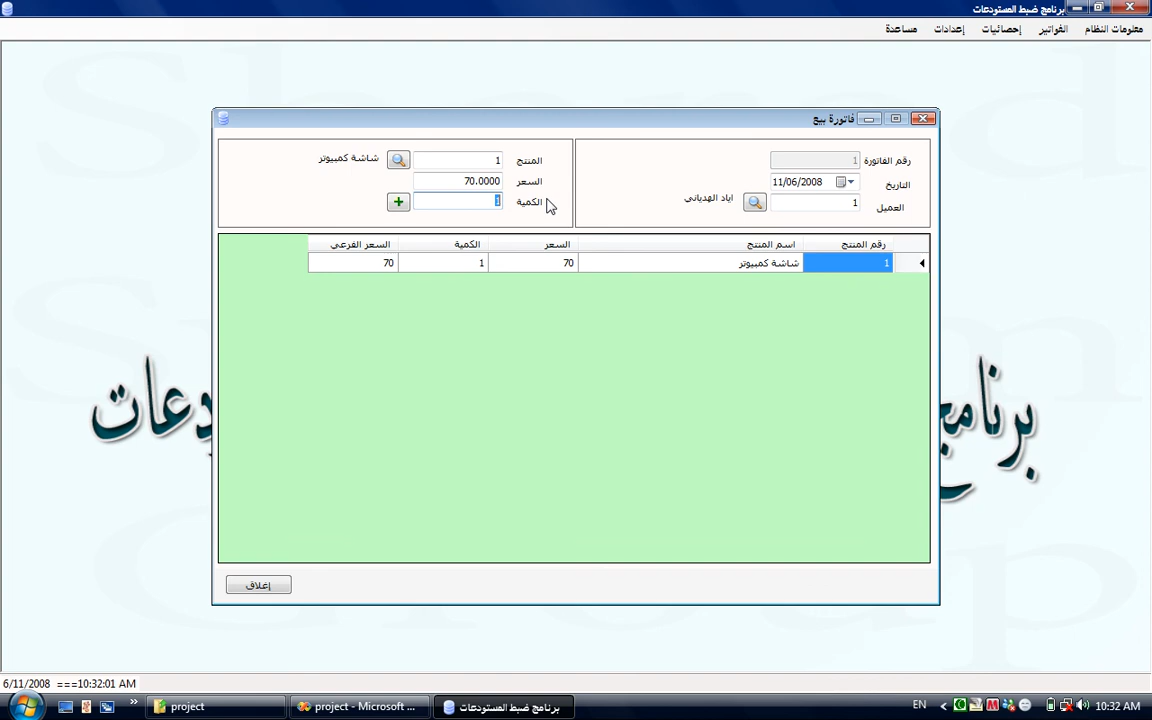 برنامج ضبط المستودعات
معلومات النظام الفواتير إحصائيات إعدادات مساعدة
فاتورة بيع
رقم الفاتورة 1
التاريخ 11/06/2008
العميل 1 اياد الهدياني
المنتج 1 شاشة كمبيوتر
السعر 70.0000
الكمية 1
رقم المنتج اسم المنتج السعر الكمية السعر الفرعي
1 شاشة كمبيوتر 70 1 70
إغلاق
برنامج
ودعات
6/11/2008 ===10:32:01 AM
project project - Microsoft ... برنامج ضبط المستودعات EN 10:32 AM